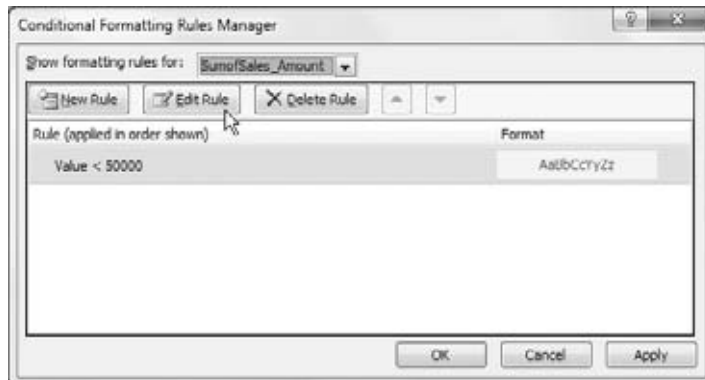 Conditional Formatting Rules Manager
Show formatting rules for: SumofSales_Amount
New Rule Edit Rule Delete Rule
Rule (applied in order shown) Format
Value < 50000 AaBbCcYyZz
OK Cancel Apply